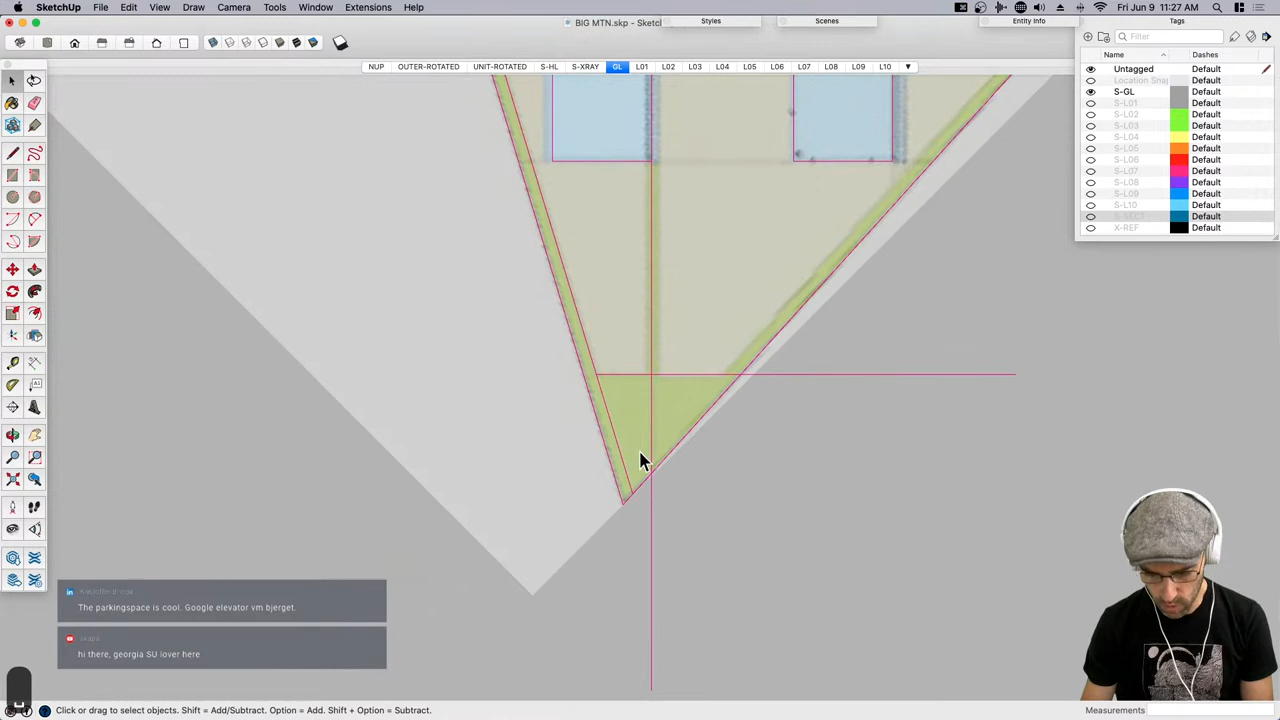 SketchUp File Edit View Camera Draw Tools Window Extensions Help
Fri Jun 9 11:27 AM
BIG MTN.skp - Sketch
Styles
Scenes
Entity Info
Tags
Filter
Name
Dashes
NUP OUTER-ROTATED UNIT-ROTATED S-HL S-XRAY GL L01 L02 L03 L04 L05 L06 L07 L08 L09 L10
Untagged Default
Location Snap Default
S-GL Default
S-L01 Default
S-L02 Default
S-L03 Default
S-L04 Default
S-L05 Default
S-L06 Default
S-L07 Default
S-L08 Default
S-L09 Default
S-L10 Default
Default
X-REF Default
The parkingspace is cool. Google elevator vm bjerget.
hi there, georgia SU lover here
Click or drag to select objects. Shift = Add/Subtract. Option = Add. Shift + Option = Subtract.
Measurements